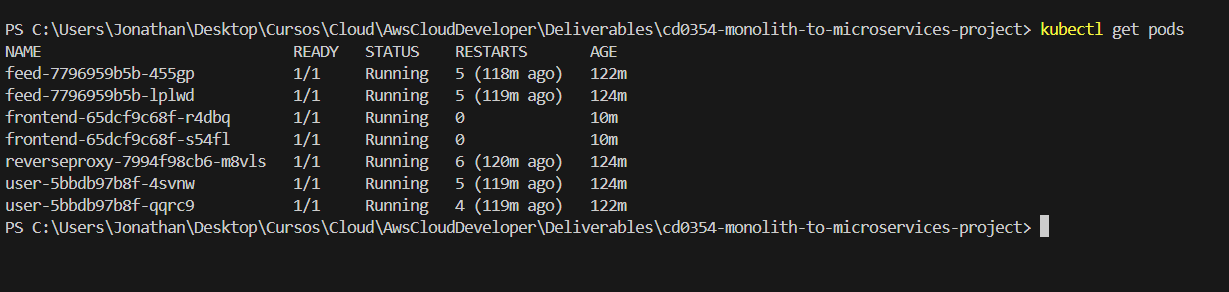 PS C:\Users\Jonathan\Desktop\Cursos\Cloud\AwsCloudDeveloper\Deliverables\cd0354-monolith-to-microservices-project> kubectl get pods
NAME READY STATUS RESTARTS AGE
feed-7796959b5b-455gp 1/1 Running 5 (118m ago) 122m
feed-7796959b5b-lplwd 1/1 Running 5 (119m ago) 124m
frontend-65dcf9c68f-r4dbq 1/1 Running 0 10m
frontend-65dcf9c68f-s54fl 1/1 Running 0 10m
reverseproxy-7994f98cb6-m8vls 1/1 Running 6 (120m ago) 124m
user-5bbdb97b8f-4svnw 1/1 Running 5 (119m ago) 124m
user-5bbdb97b8f-qqrc9 1/1 Running 4 (119m ago) 122m
PS C:\Users\Jonathan\Desktop\Cursos\Cloud\AwsCloudDeveloper\Deliverables\cd0354-monolith-to-microservices-project>